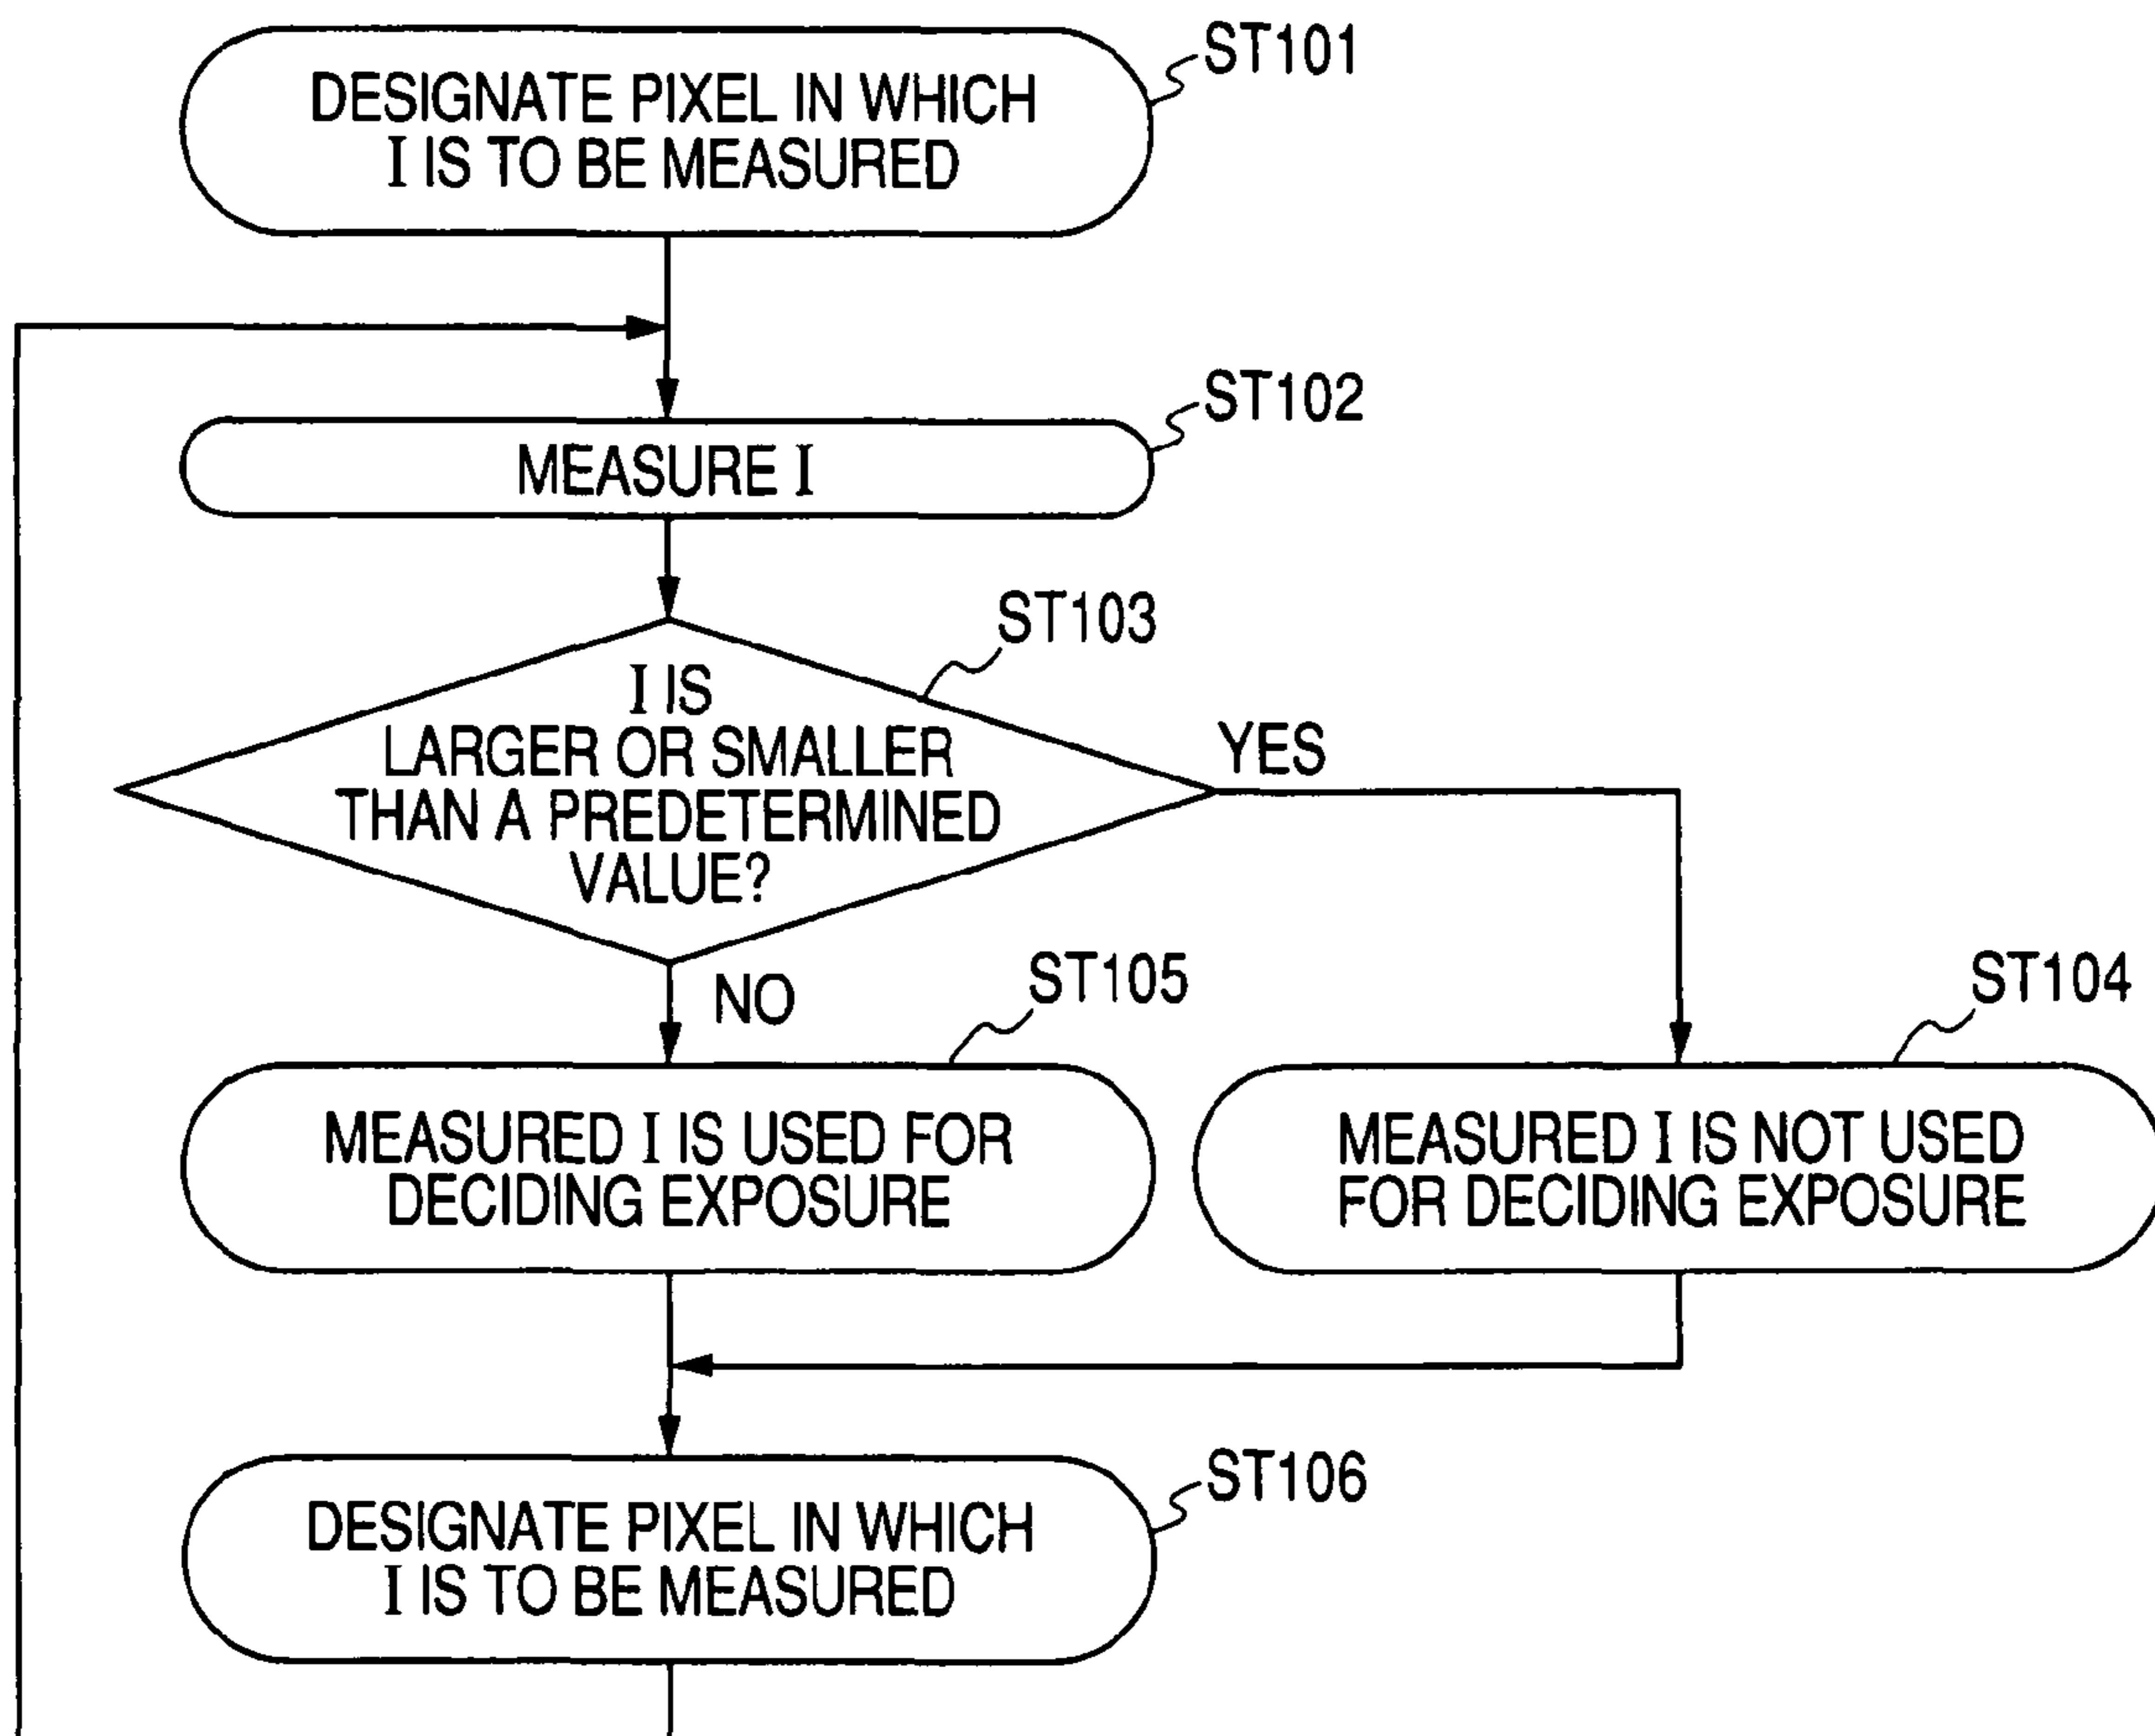 ST101
DESIGNATE PIXEL IN WHICH
I IS TO BE MEASURED
ST102
MEASURE I
ST103
I IS
LARGER OR SMALLER
THAN A PREDETERMINED
VALUE?
YES
NO
ST105
ST104
MEASURED I IS USED FOR
DECIDING EXPOSURE
MEASURED I IS NOT USED
FOR DECIDING EXPOSURE
ST106
DESIGNATE PIXEL IN WHICH
I IS TO BE MEASURED